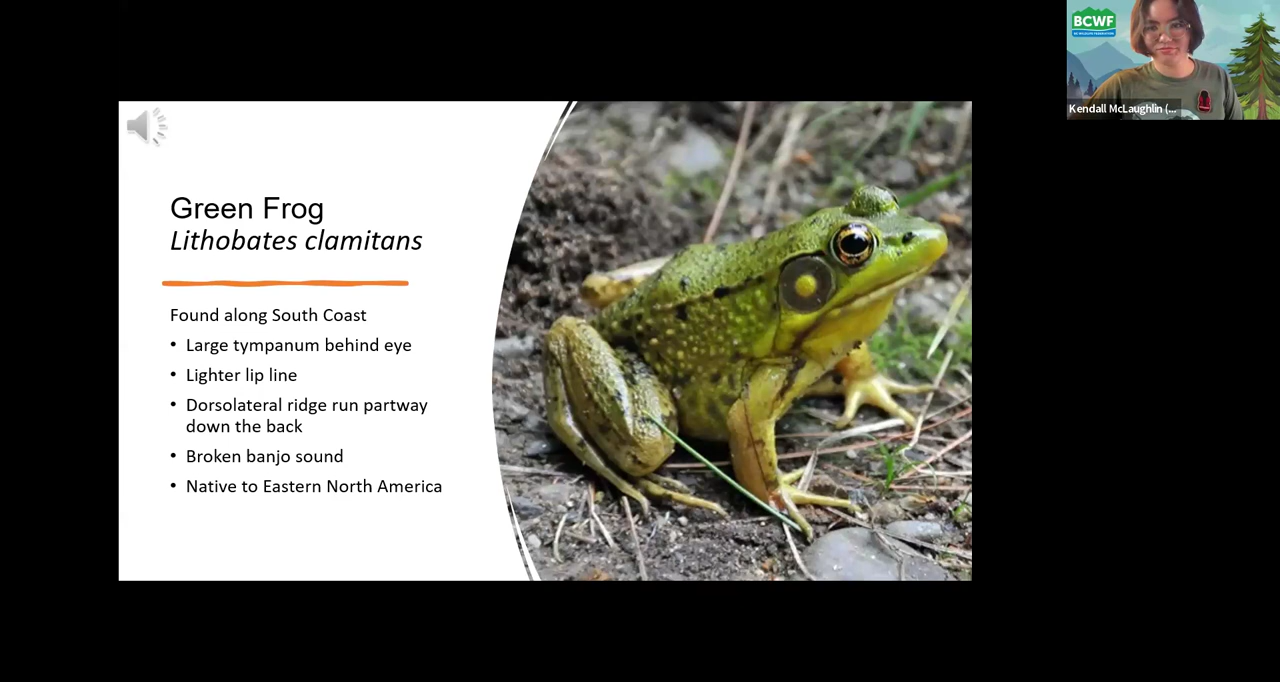 BCWF
Kendall McLaughlin (...
Green Frog
Lithobates clamitans
Found along South Coast
• Large tympanum behind eye
• Lighter lip line
• Dorsolateral ridge run partway
down the back
• Broken banjo sound
• Native to Eastern North America